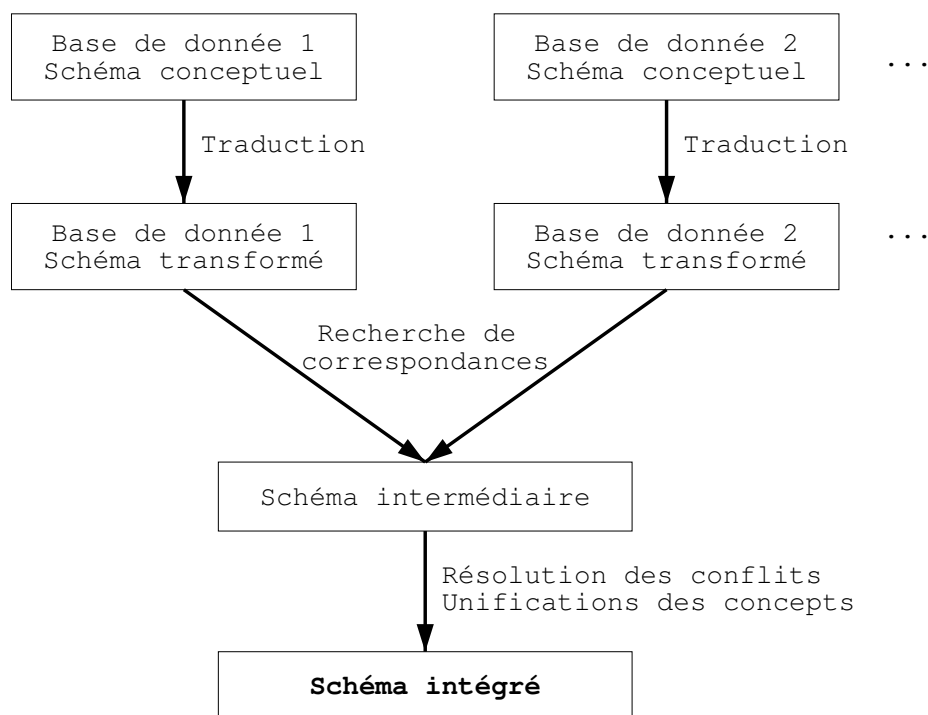 Base de donnée 1
Schéma conceptuel
Base de donnée 2
Schéma conceptuel
...
Traduction
Traduction
Base de donnée 1
Schéma transformé
Base de donnée 2
Schéma transformé
...
Recherche de
correspondances
Schéma intermédiaire
Résolution des conflits
Unifications des concepts
Schéma intégré